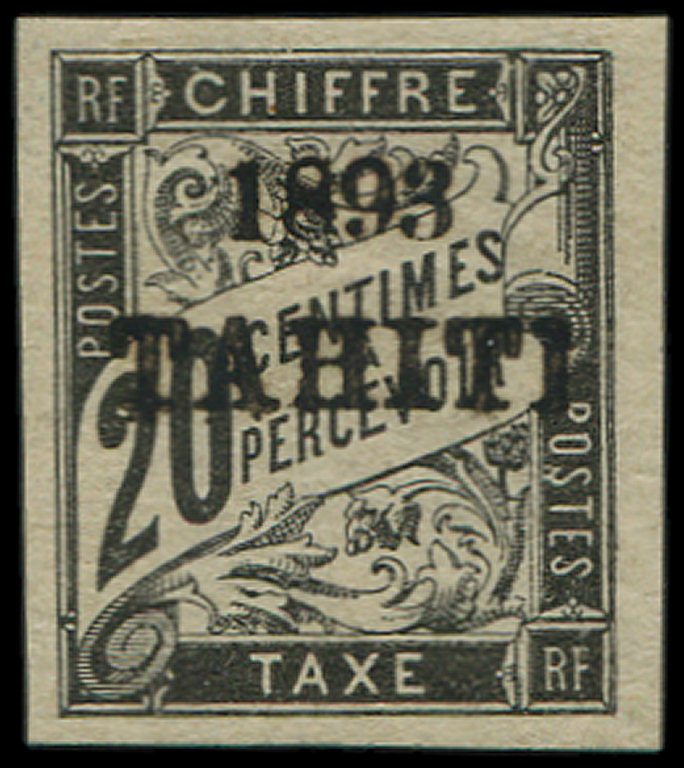 RF CHIFFRE
POSTES
1893
CENTIMES
TAHITI
20 À
PERCEVOIR
POSTES
TAXE RF